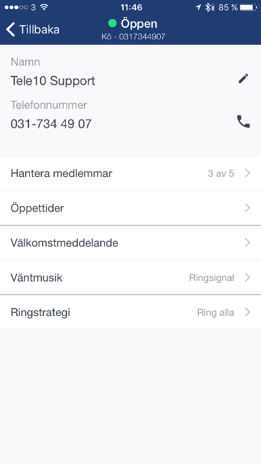 3 11:46 85 %
Tillbaka Öppen
Kö - 0317344907
Namn
Tele10 Support
Telefonnummer
031-734 49 07
Hantera medlemmar 3 av 5
Öppettider
Välkomstmeddelande
Väntmusik Ringsignal
Ringstrategi Ring alla